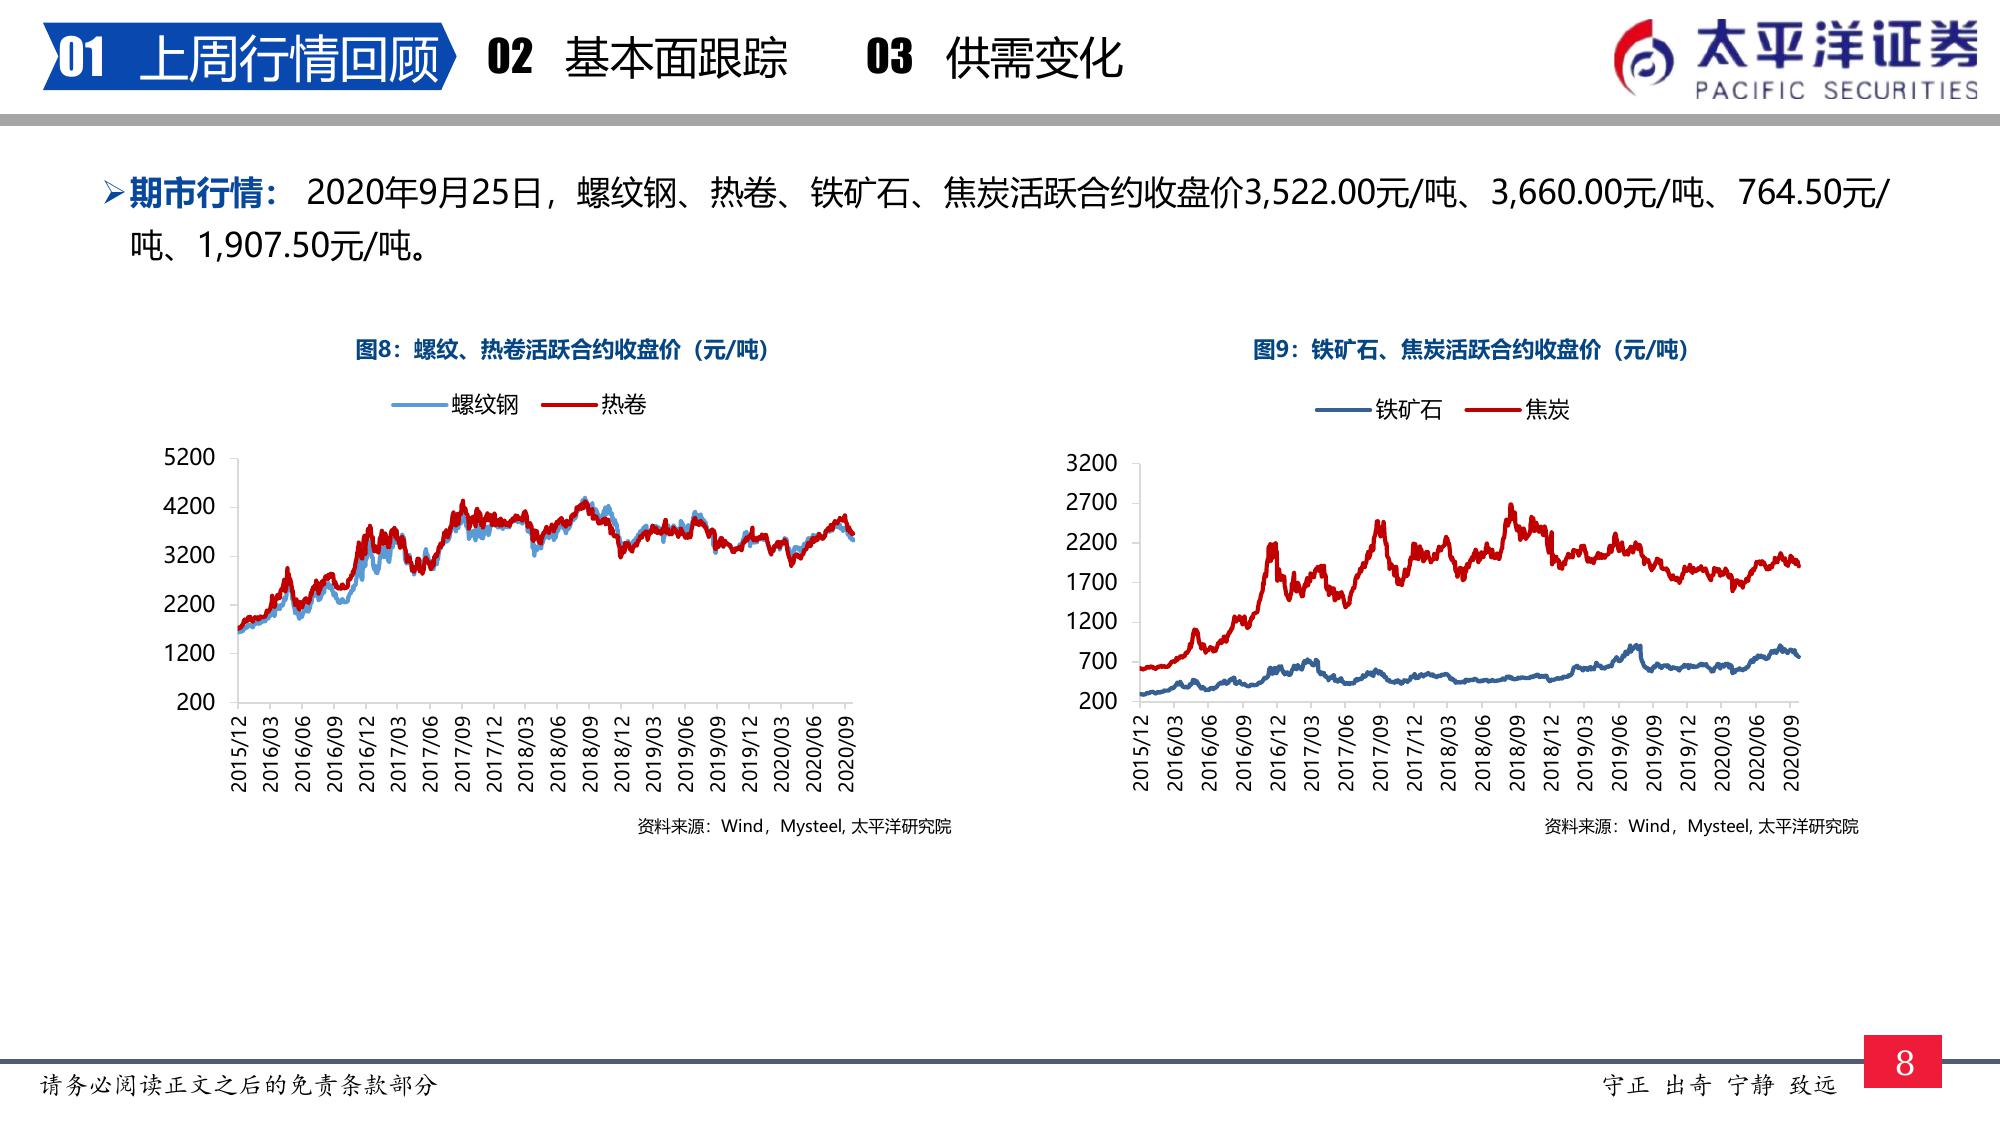 01 上周行情回顾 02 基本面跟踪 03 供需变化
太平洋证券
PACIFIC SECURITIES
➢期市行情： 2020年9月25日，螺纹钢、热卷、铁矿石、焦炭活跃合约收盘价3,522.00元/吨、3,660.00元/吨、764.50元/
吨、1,907.50元/吨。
图8：螺纹、热卷活跃合约收盘价（元/吨）
螺纹钢 热卷
5200
4200
3200
2200
1200
200
2015/12 2016/03 2016/06 2016/09 2016/12 2017/03 2017/06 2017/09 2017/12 2018/03 2018/06 2018/09 2018/12 2019/03 2019/06 2019/09 2019/12 2020/03 2020/06 2020/09
资料来源：Wind，Mysteel, 太平洋研究院
图9：铁矿石、焦炭活跃合约收盘价（元/吨）
铁矿石 焦炭
3200
2700
2200
1700
1200
700
200
2015/12 2016/03 2016/06 2016/09 2016/12 2017/03 2017/06 2017/09 2017/12 2018/03 2018/06 2018/09 2018/12 2019/03 2019/06 2019/09 2019/12 2020/03 2020/06 2020/09
资料来源：Wind，Mysteel, 太平洋研究院
请务必阅读正文之后的免责条款部分
守正 出奇 宁静 致远
8